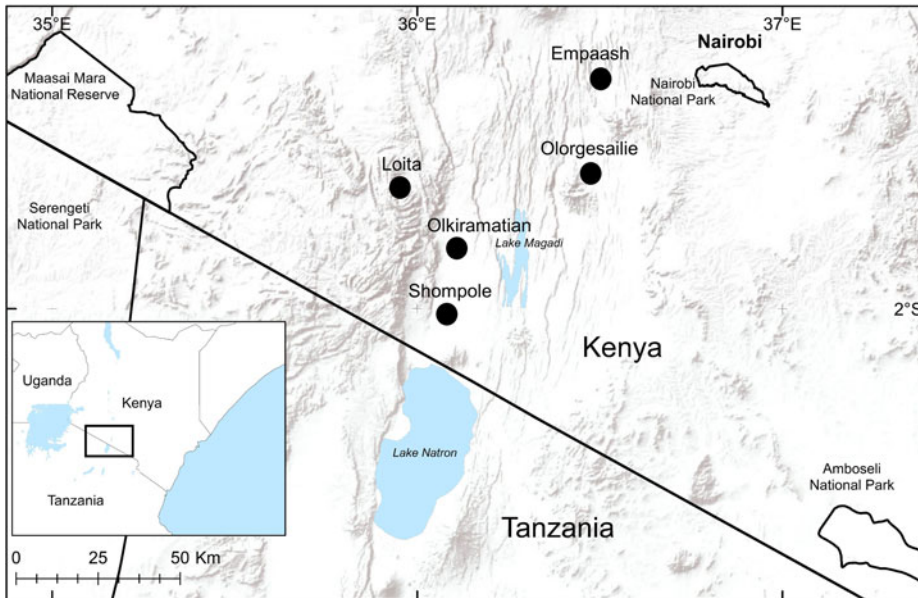 35°E
36°E
37°E
Maasai Mara
National Reserve
Empaash
Nairobi
Nairobi
National Park
Olorgesailie
Loita
Serengeti
National Park
Olkiramatian
Lake Magadi
Shompole
2°S
Kenya
Uganda
Kenya
Tanzania
Lake Natron
Amboseli
National Park
Tanzania
0 25 50 Km